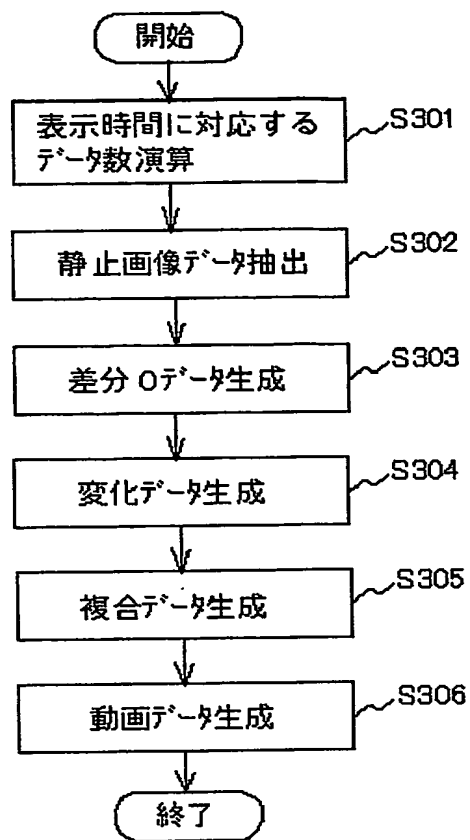 開始
表示時間に対応する
データ数演算
S301
静止画像データ抽出
S302
差分0データ生成
S303
変化データ生成
S304
複合データ生成
S305
動画データ生成
S306
終了